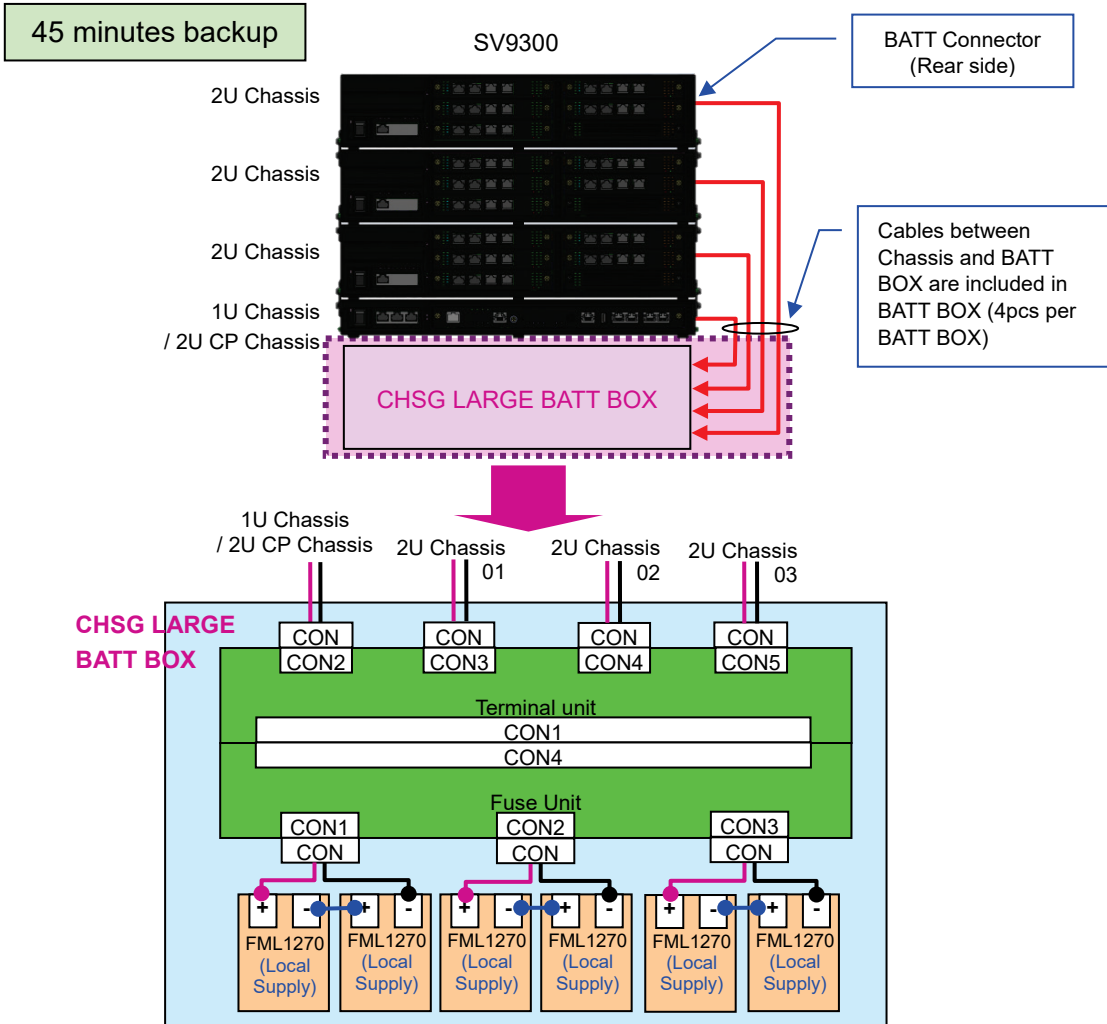 45 minutes backup
SV9300
BATT Connector
(Rear side)
2U Chassis
2U Chassis
2U Chassis
1U Chassis
/ 2U CP Chassis
Cables between
Chassis and BATT
BOX are included in
BATT BOX (4pcs per
BATT BOX)
CHSG LARGE BATT BOX
1U Chassis
/ 2U CP Chassis
2U Chassis
01
2U Chassis
02
2U Chassis
03
CHSG LARGE
BATT BOX
CON CON CON CON
CON2 CON3 CON4 CON5
Terminal unit
CON1
CON4
Fuse Unit
CON1 CON2 CON3
CON CON CON
+ - + - + - + - + - + -
FML1270 FML1270 FML1270 FML1270 FML1270 FML1270
(Local (Local (Local (Local (Local (Local
Supply) Supply) Supply) Supply) Supply) Supply)